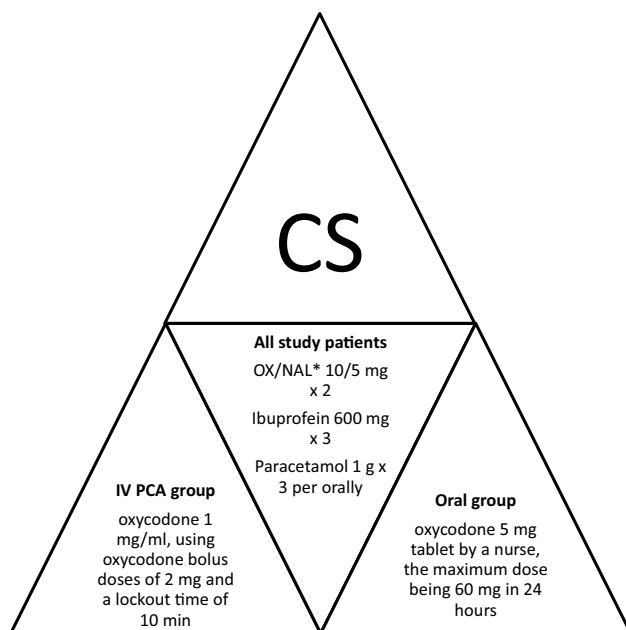 CS
All study patients
OX/NAL* 10/5 mg
x 2
Ibuprofein 600 mg
x 3
Paracetamol 1 g x
3 per orally
IV PCA group
oxycodone 1
mg/ml, using
oxycodone bolus
doses of 2 mg and
a lockout time of
10 min
Oral group
oxycodone 5 mg
tablet by a nurse,
the maximum dose
being 60 mg in 24
hours